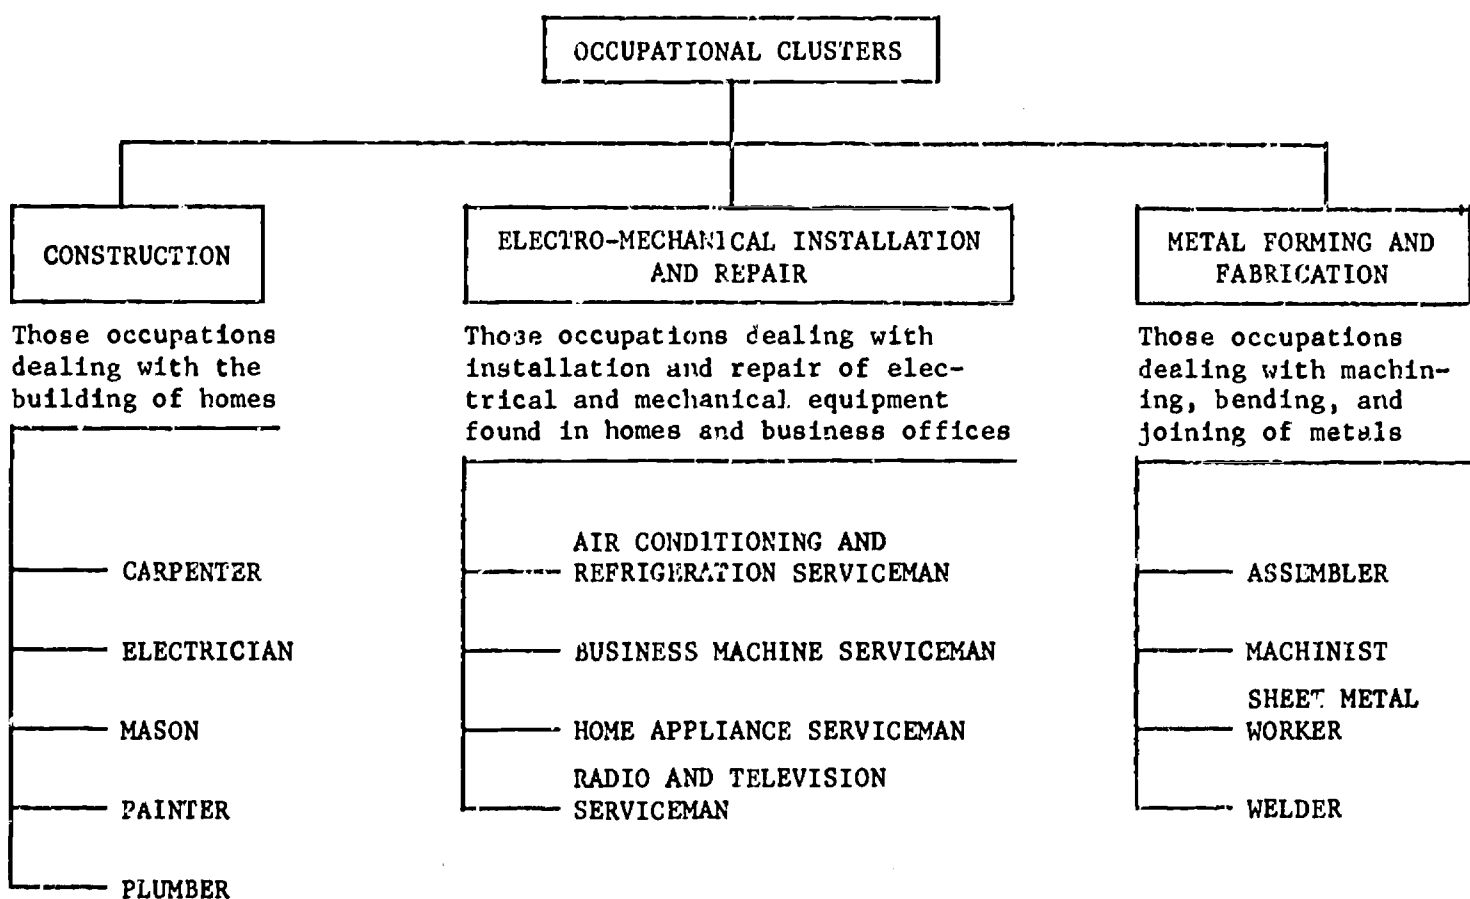 OCCUPATIONAL CLUSTERS
CONSTRUCTION
Those occupations
dealing with the
building of homes
CARPENTER
ELECTRICIAN
MASON
PAINTER
PLUMBER
ELECTRO-MECHANICAL INSTALLATION
AND REPAIR
Those occupations dealing with
installation and repair of elec-
trical and mechanical equipment
found in homes and business offices
AIR CONDITIONING AND
REFRIGERATION SERVICEMAN
BUSINESS MACHINE SERVICEMAN
HOME APPLIANCE SERVICEMAN
RADIO AND TELEVISION
SERVICEMAN
METAL FORMING AND
FABRICATION
Those occupations
dealing with machin-
ing, bending, and
joining of metals
ASSEMBLER
MACHINIST
SHEET METAL
WORKER
WELDER